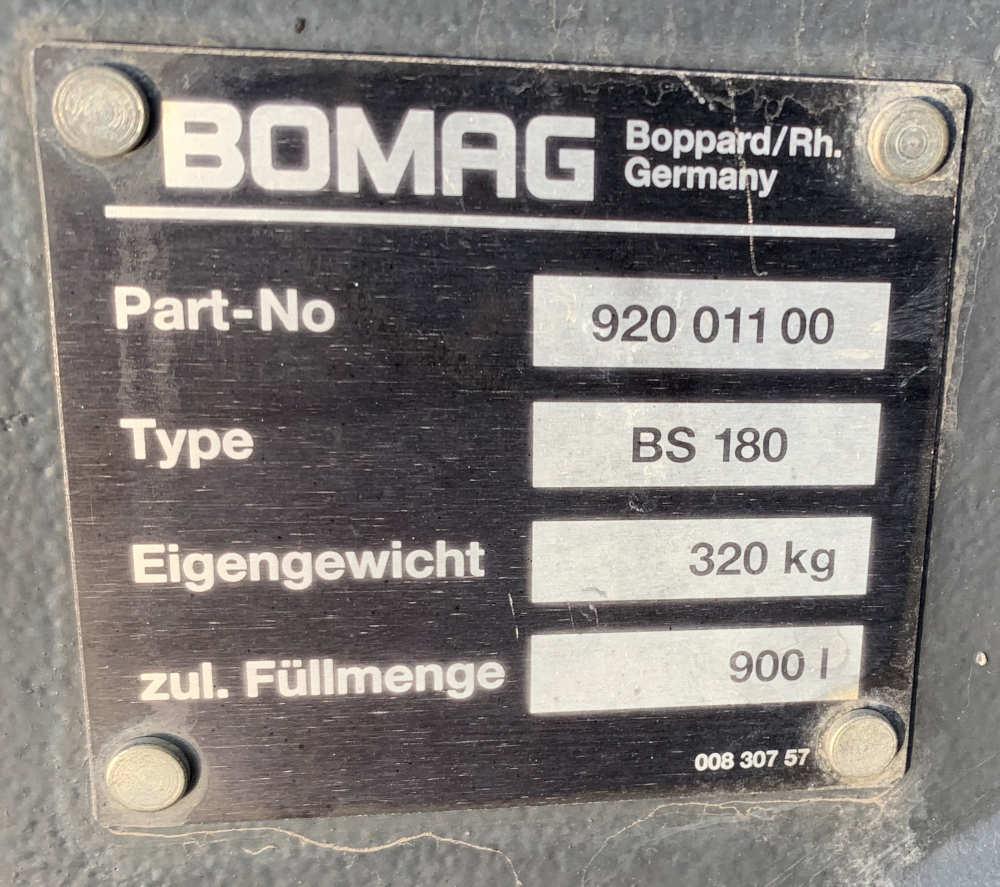 BOMAG
Boppard/Rh.
Germany
Part-No 920 011 00
Type BS 180
Eigengewicht 320 kg
zul. Füllmenge 900 l
008 307 57